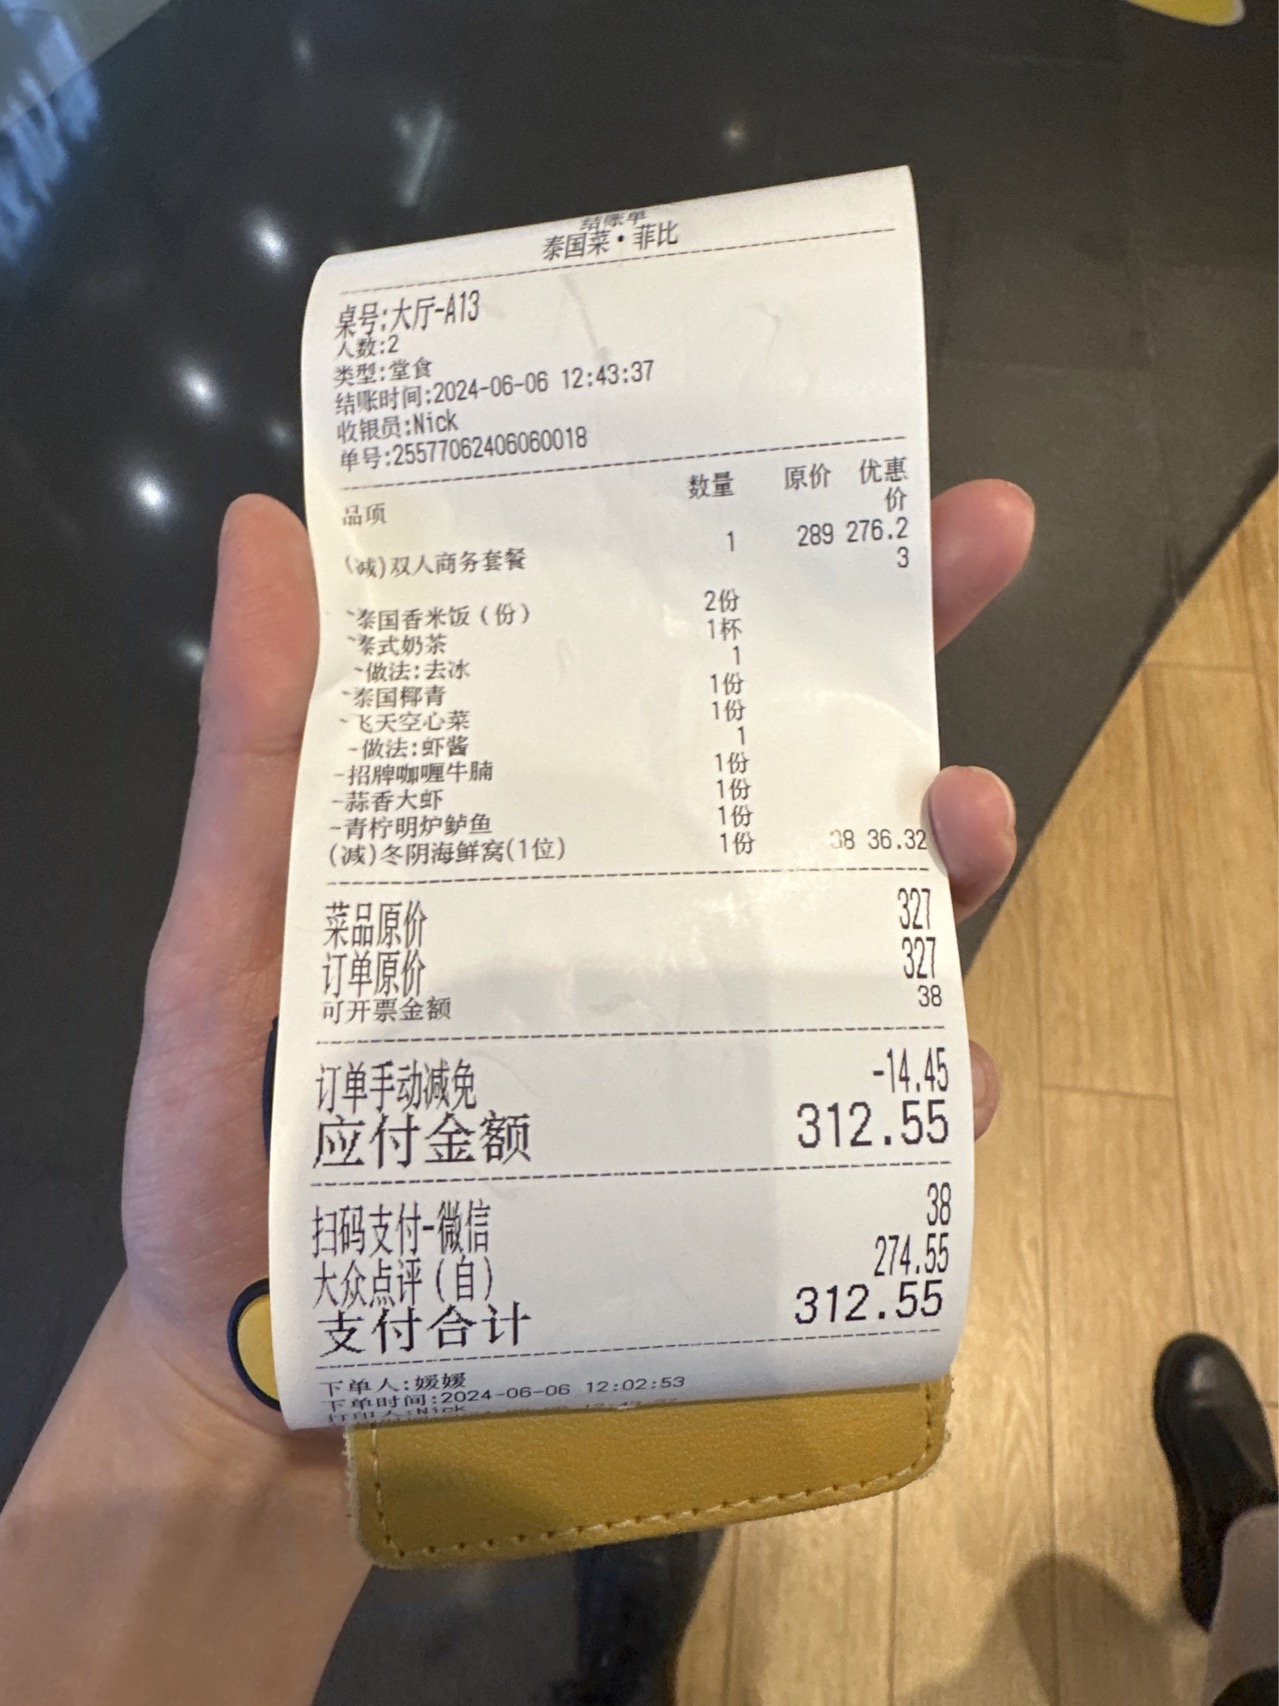 结账单
泰国菜·菲比
桌号:大厅-A13
人数:2
类型:堂食
结账时间:2024-06-06 12:43:37
收银员:Nick
单号:25577062406060018
品项 数量 原价 优惠价
(减)双人商务套餐 1 289 276.23
-泰国香米饭(份) 2份
-泰式奶茶 1杯
-做法:去冰 1
-泰国椰青 1份
-飞天空心菜 1份
-做法:虾酱 1
-招牌咖喱牛腩 1份
-蒜香大虾 1份
-青柠明炉鲈鱼 1份
(减)冬阴海鲜窝(1位) 1份 38 36.32
菜品原价 327
订单原价 327
可开票金额 38
订单手动减免 -14.45
应付金额 312.55
扫码支付-微信 38
大众点评(自) 274.55
支付合计 312.55
下单人:媛媛
下单时间:2024-06-06 12:02:53
打印人:Nick